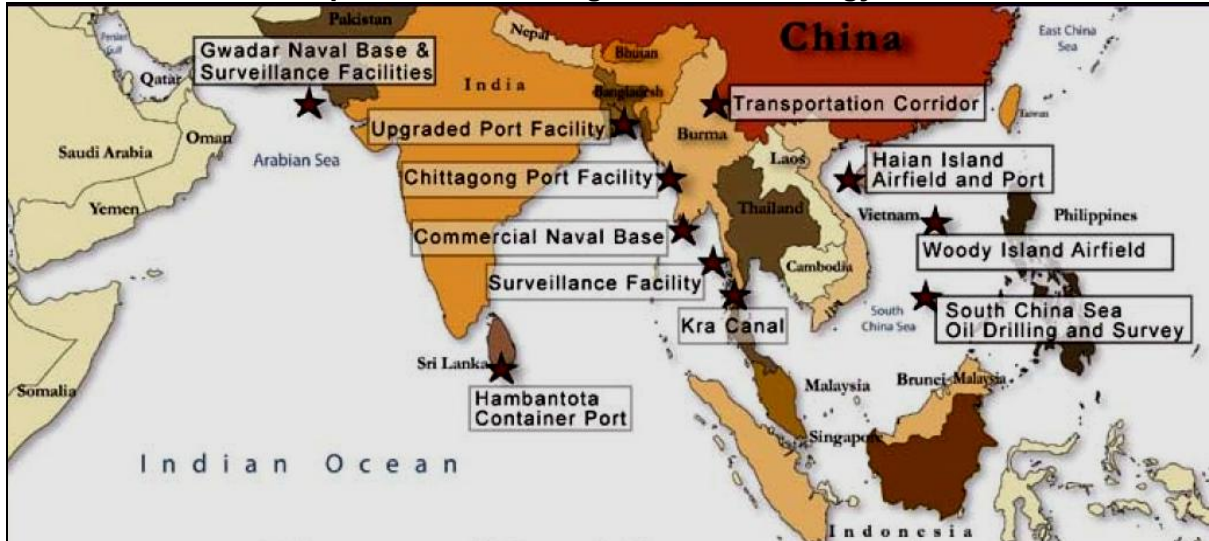 Pakistan
China
Nepal
Bhutan
East China
Sea
Persian
Gulf
Gwadar Naval Base &
Surveillance Facilities
Qatar
India
Bangladesh
Transportation Corridor
Taiwan
Oman
Upgraded Port Facility
Burma
Saudi Arabia
Arabian Sea
Laos
Haian Island
Airfield and Port
Chittagong Port Facility
Yemen
Thailand
Vietnam
Philippines
Commercial Naval Base
Woody Island Airfield
Cambodia
Surveillance Facility
South
China Sea
South China Sea
Oil Drilling and Survey
Kra Canal
Sri Lanka
Somalia
Hambantota
Container Port
Malaysia
Brunei
Malaysia
Singapore
Indian Ocean
Indonesia